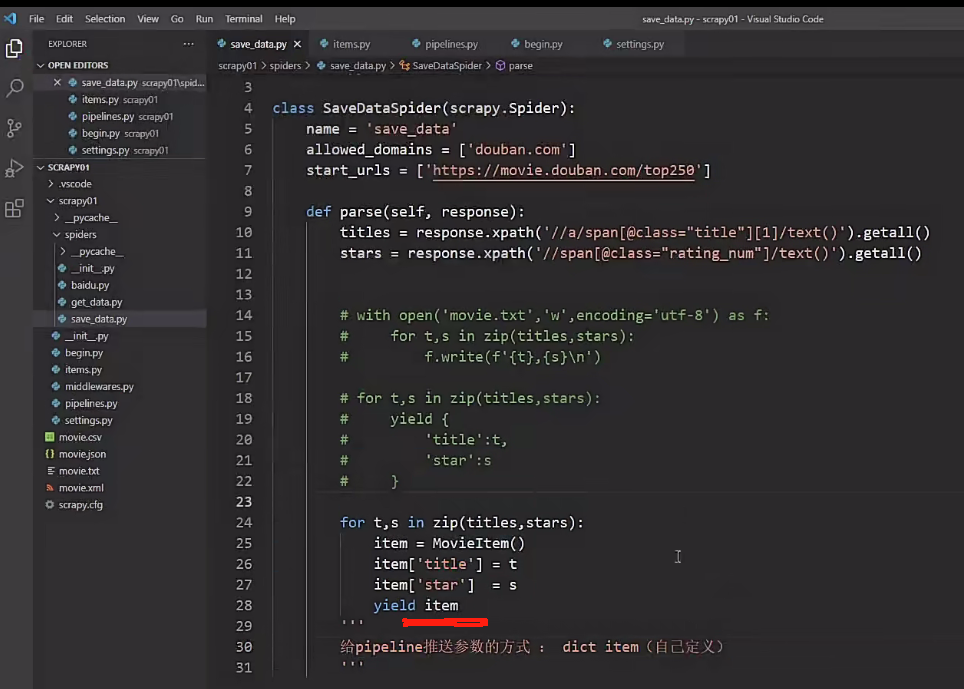 File Edit Selection View Go Run Terminal Help
save_data.py - scrapy01 - Visual Studio Code
EXPLORER ···
OPEN EDITORS
save_data.py scrapy01\spid...
items.py scrapy01
pipelines.py scrapy01
begin.py scrapy01
settings.py scrapy01
SCRAPY01
.vscode
scrapy01
__pycache__
spiders
__pycache__
__init__.py
baidu.py
get_data.py
save_data.py
__init__.py
begin.py
items.py
middlewares.py
pipelines.py
settings.py
movie.csv
movie.json
movie.txt
movie.xml
scrapy.cfg
save_data.py items.py pipelines.py begin.py settings.py
scrapy01 > spiders > save_data.py > SaveDataSpider > parse
3
4 class SaveDataSpider(scrapy.Spider):
5 name = 'save_data'
6 allowed_domains = ['douban.com']
7 start_urls = ['https://movie.douban.com/top250']
8
9 def parse(self, response):
10 titles = response.xpath('//a/span[@class="title"][1]/text()').getall()
11 stars = response.xpath('//span[@class="rating_num"]/text()').getall()
12
13
14 # with open('movie.txt','w',encoding='utf-8') as f:
15 # for t,s in zip(titles,stars):
16 # f.write(f'{t},{s}\n')
17
18 # for t,s in zip(titles,stars):
19 # yield {
20 # 'title':t,
21 # 'star':s
22 # }
23
24 for t,s in zip(titles,stars):
25 item = MovieItem()
26 item['title'] = t
27 item['star'] = s
28 yield item
29 '''
30 给pipeline推送参数的方式 : dict item（自己定义）
31 '''